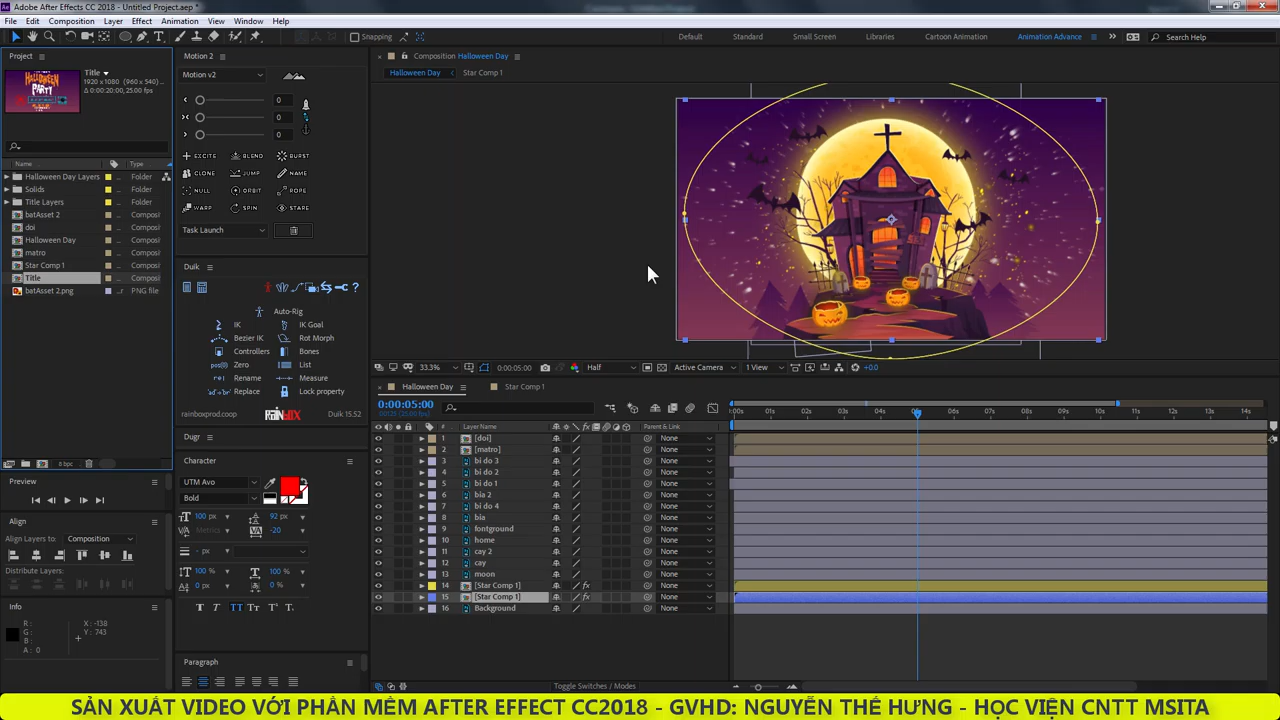 Adobe After Effects CC 2018 - Untitled Project.aep *
File Edit Composition Layer Effect Animation View Window Help
Snapping
Default Standard Small Screen Libraries Cartoon Animation Animation Advance Search Help
Project
Title
1920 x 1080 (960 x 540) ...
Δ 0:00:20:00, 25.00 fps
Name Type
Halloween Day Layers Folder
Solids Folder
Title Layers Folder
batAsset 2 Composi
doi Composi
Halloween Day Composi
matro Composi
Star Comp 1 Composi
Title Composi
batAsset 2.png PNG file
8 bpc
Preview
Align
Align Layers to: Composition
Distribute Layers:
Info
R :
G :
B :
A : 0
X : -138
Y : 743
Motion 2
Motion v2
0
0
0
EXCITE BLEND BURST
CLONE JUMP NAME
NULL ORBIT ROPE
WARP SPIN STARE
Task Launch
Duik
Auto-Rig
IK IK Goal
Bezier IK Rot Morph
Controllers Bones
Zero List
Rename Measure
Replace Lock property
rainboxprod.coop RAINBOX Duik 15.52
Dugr
Character
UTM Avo
Bold
100 px 92 px
Metrics -20
- px
100 % 100 %
0 px 0 %
Paragraph
Composition Halloween Day
Halloween Day Star Comp 1
33.3% 0:00:05:00 Half Active Camera 1 View +0.0
Halloween Day Star Comp 1
0:00:05:00
00125 (25.00 fps)
# Layer Name Parent & Link
1 [doi] None
2 [matro] None
3 bi do 3 None
4 bi do 2 None
5 bi do 1 None
6 bia 2 None
7 bi do 4 None
8 bia None
9 fontground None
10 home None
11 cay 2 None
12 cay None
13 moon None
14 [Star Comp 1] fx None
15 [Star Comp 1] fx None
16 Background None
:00s 01s 02s 03s 04s 05s 06s 07s 08s 09s 10s 11s 12s 13s 14s
Toggle Switches / Modes
SẢN XUẤT VIDEO VỚI PHẦN MỀM AFTER EFFECT CC2018 - GVHD: NGUYỄN THẾ HƯNG - HỌC VIỆN CNTT MSITA